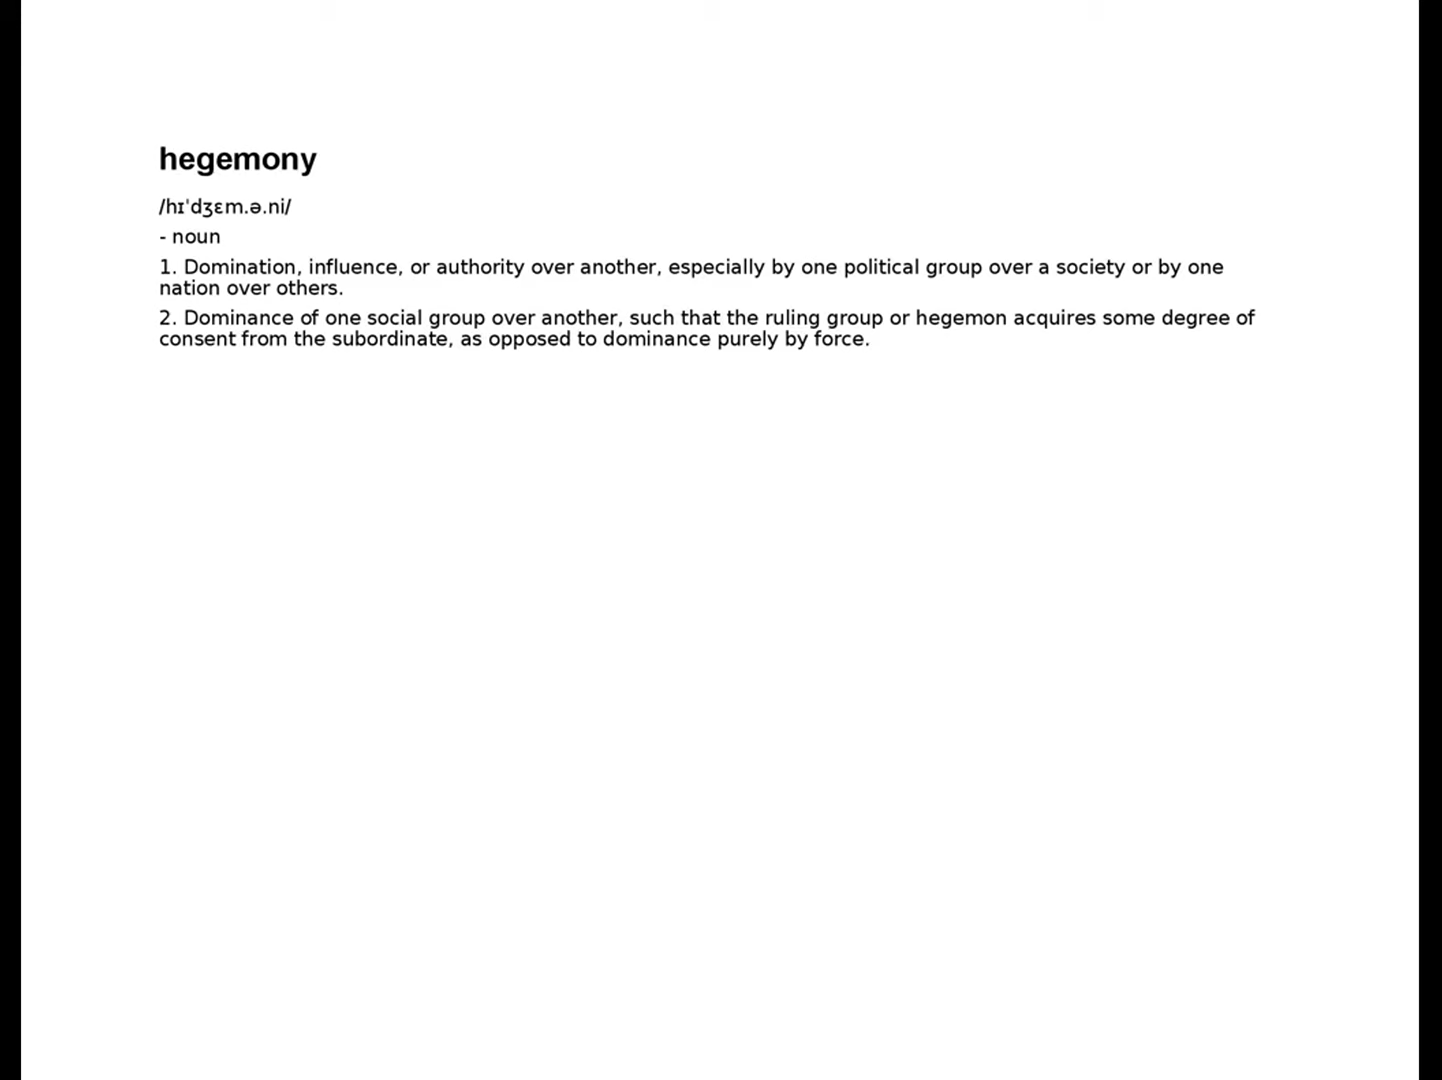 hegemony
/hɪˈdʒɛm.ə.ni/
- noun
1. Domination, influence, or authority over another, especially by one political group over a society or by one
nation over others.
2. Dominance of one social group over another, such that the ruling group or hegemon acquires some degree of
consent from the subordinate, as opposed to dominance purely by force.